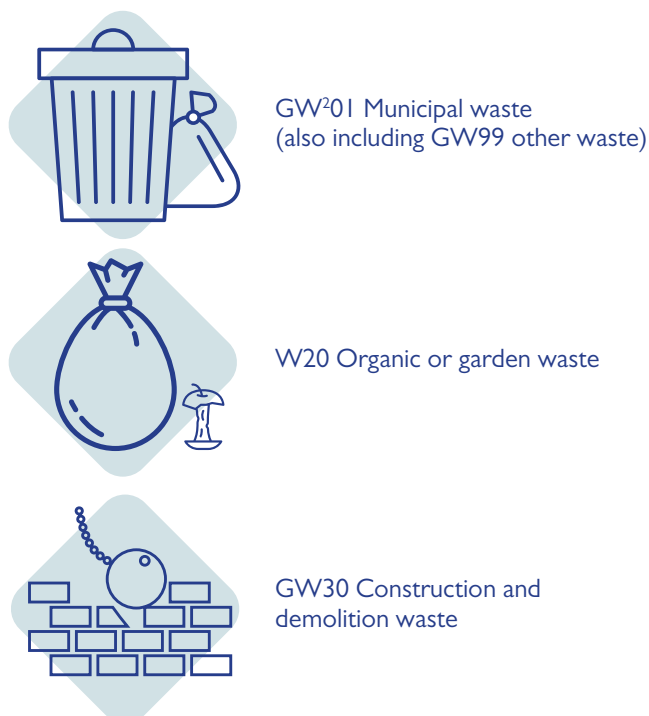 GW²01 Municipal waste
(also including GW99 other waste)
W20 Organic or garden waste
GW30 Construction and
demolition waste